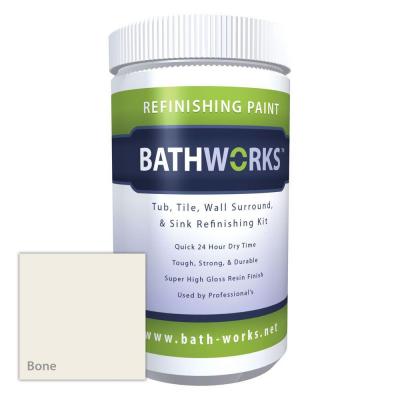 REFINISHING PAINT
BATHWORKS™
Tub, Tile, Wall Surround,
& Sink Refinishing Kit
Quick 24 Hour Dry Time
Tough, Strong, & Durable
Super High Gloss Resin Finish
Used by Professional's
www.bath-works.net
Bone